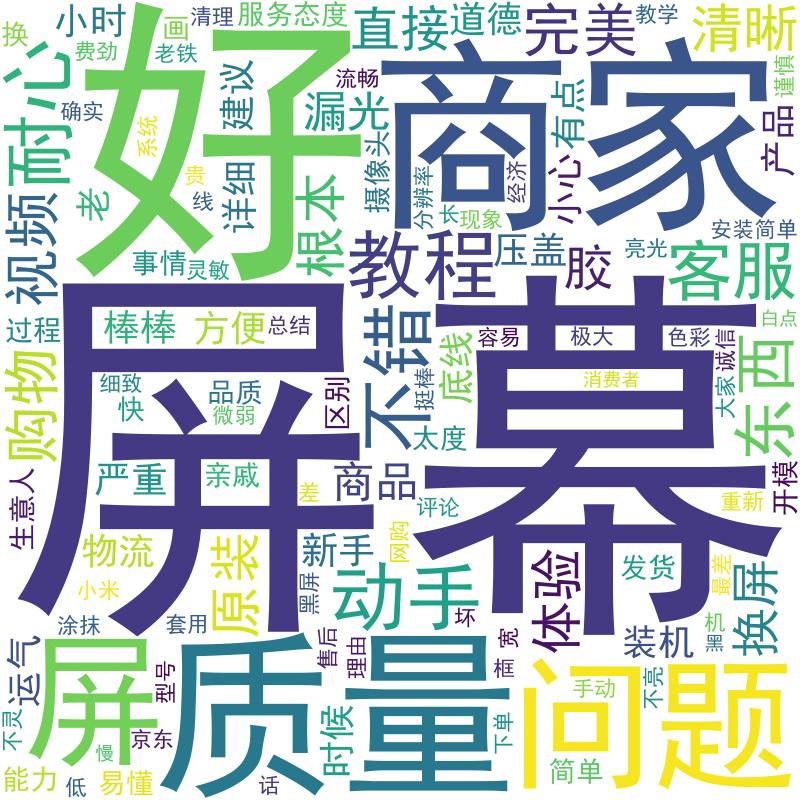 换
小时
费劲
画
老铁
清理
服务态度
直接
道德
完美
教学
清晰
耐心
确实
好
系统
贵
线
建议
流畅
漏光
商家
有点
谨慎
产品
视频
老
详细
根本
摄像头
分辨率
长
现象
经济
小心
安装简单
事情
灵敏
教程
压盖
胶
亮光
客服
过程
棒棒
方便
总结
不错
底线
容易
极大
色彩
诚信
白点
购物
细致
快
品质
微弱
区别
挺棒
太度
屏幕
消费者
大家
东西
生意人
严重
亲戚
差
商品
评论
重新
开模
物流
原装
新手
网购
小米
黑屏
动手
体验
发货
最差
换屏
涂抹
套用
坏
装机
机
黑
运气
屏
型号
质量
售后
理由
宽
问题
手动
不亮
不灵
慢
京东
时候
下单
能力
低
易懂
话
简单